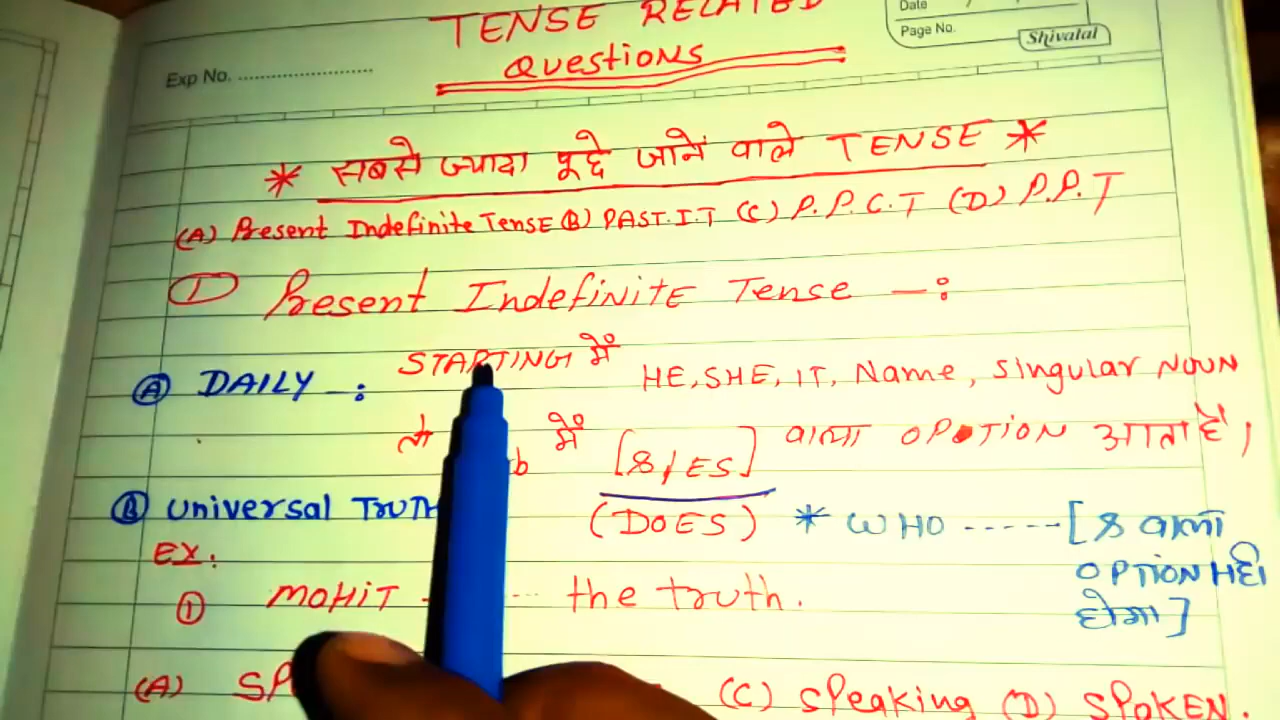 TENSE RELATED
Questions
Date
Page No.
Shivalal
Exp No.
* सबसे ज्यादा पूछे जाने वाले TENSE *
(A) Present Indefinite Tense (B) PAST.I.T (C) P.P.C.T (D) P.P.T
① Present Indefinite Tense —:
Ⓐ DAILY -: STARTING में HE, SHE, IT, Name, Singular NOUN
तो में [S/ES] वाला OPOTION आता है।
Ⓑ Universal (DOES) * WHO ------ [S वाला
OPTION नही
होगा]
EX:
① MOHIT the truth.
(A) (C) Speaking (D) SPOKEN.